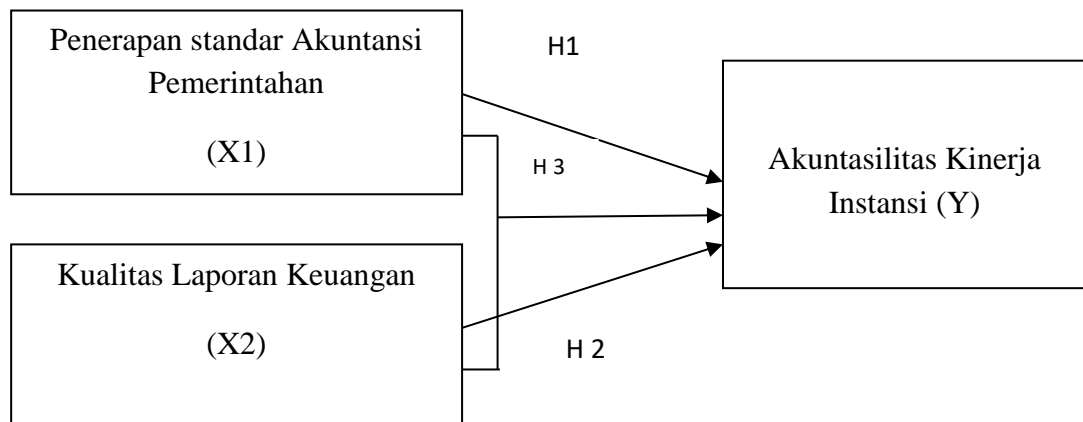 Penerapan standar Akuntansi
Pemerintahan
(X1)
H1
H 3
Akuntasilitas Kinerja
Instansi (Y)
Kualitas Laporan Keuangan
(X2)
H 2